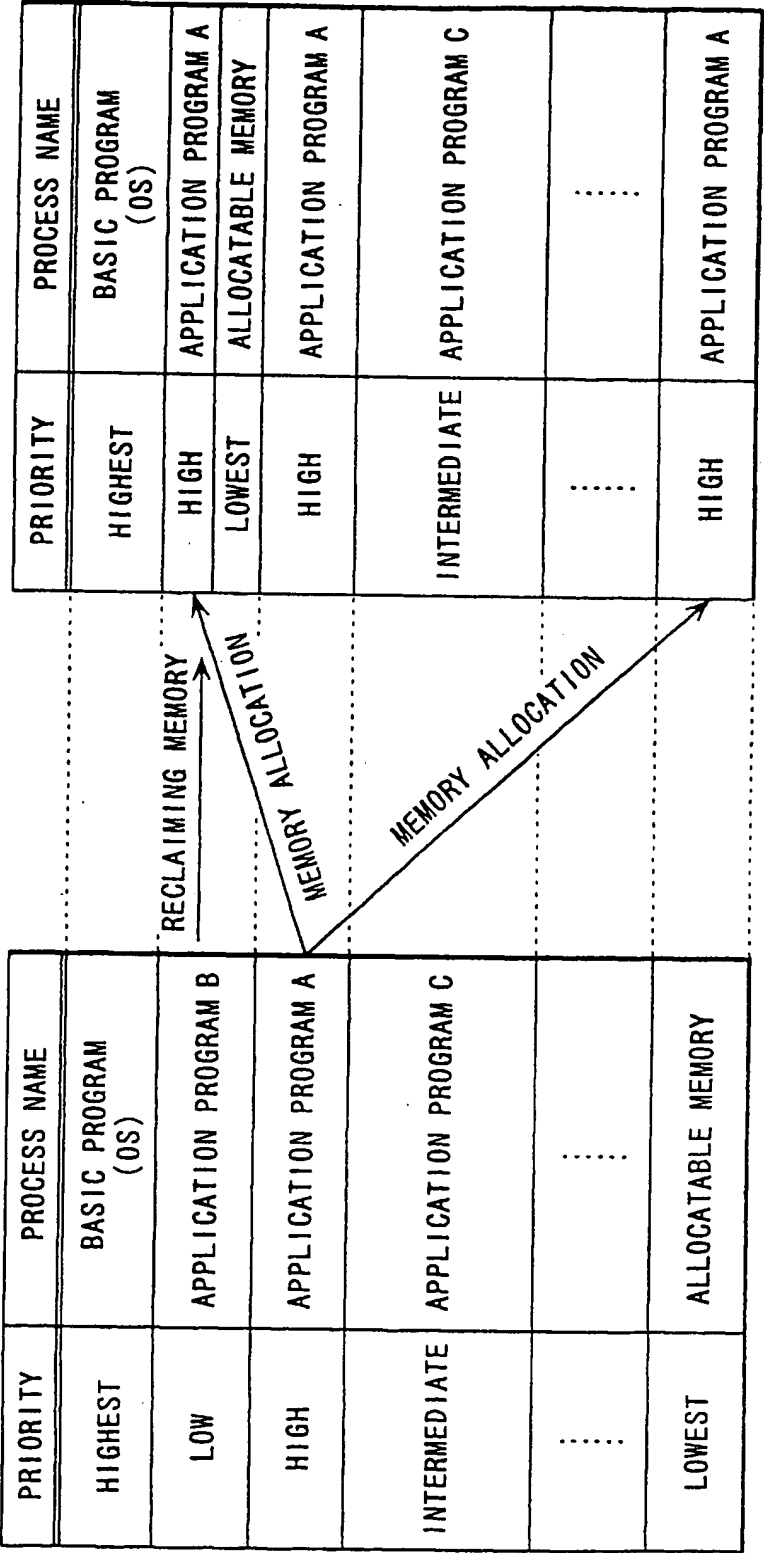 PRIORITY PROCESS NAME
HIGHEST BASIC PROGRAM
(OS)
LOW APPLICATION PROGRAM B
HIGH APPLICATION PROGRAM A
INTERMEDIATE APPLICATION PROGRAM C
...... ......
LOWEST ALLOCATABLE MEMORY
RECLAIMING MEMORY
MEMORY ALLOCATION
MEMORY ALLOCATION
PRIORITY PROCESS NAME
HIGHEST BASIC PROGRAM
(OS)
HIGH APPLICATION PROGRAM A
LOWEST ALLOCATABLE MEMORY
HIGH APPLICATION PROGRAM A
INTERMEDIATE APPLICATION PROGRAM C
...... ......
HIGH APPLICATION PROGRAM A